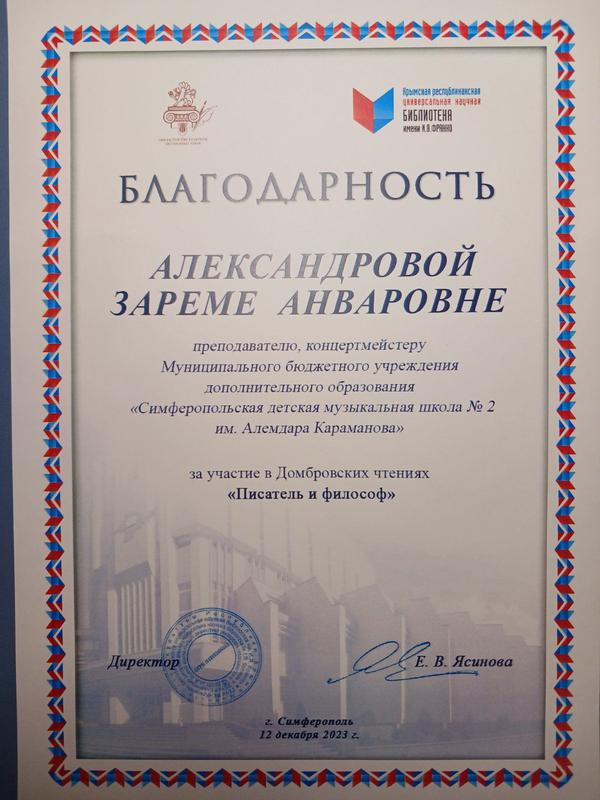 Крымская республиканская
универсальная научная
БИБЛИОТЕКА
имени И.Я.ФРАНКО
БЛАГОДАРНОСТЬ
АЛЕКСАНДРОВОЙ
ЗАРЕМЕ АНВАРОВНЕ
преподавателю, концертмейстеру
Муниципального бюджетного учреждения
дополнительного образования
«Симферопольская детская музыкальная школа № 2
им. Алемдара Караманова»
за участие в Домбровских чтениях
«Писатель и философ»
Директор
Е. В. Ясинова
г. Симферополь
12 декабря 2023 г.